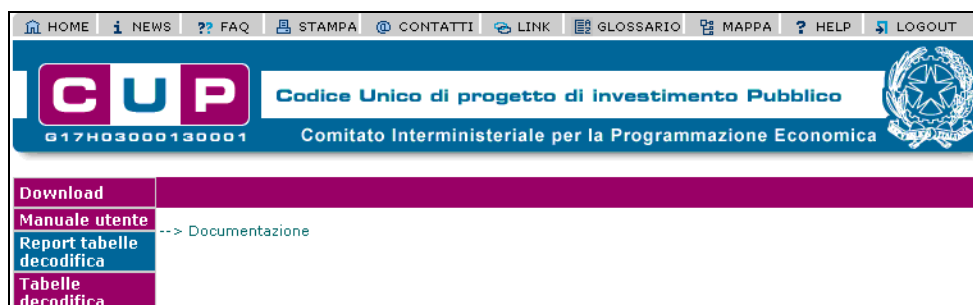 HOME i NEWS ?? FAQ STAMPA @ CONTATTI LINK GLOSSARIO MAPPA ? HELP LOGOUT
CUP
Codice Unico di progetto di investimento Pubblico
G17H03000130001
Comitato Interministeriale per la Programmazione Economica
Download
Manuale utente
--> Documentazione
Report tabelle
decodifica
Tabelle
decodifica